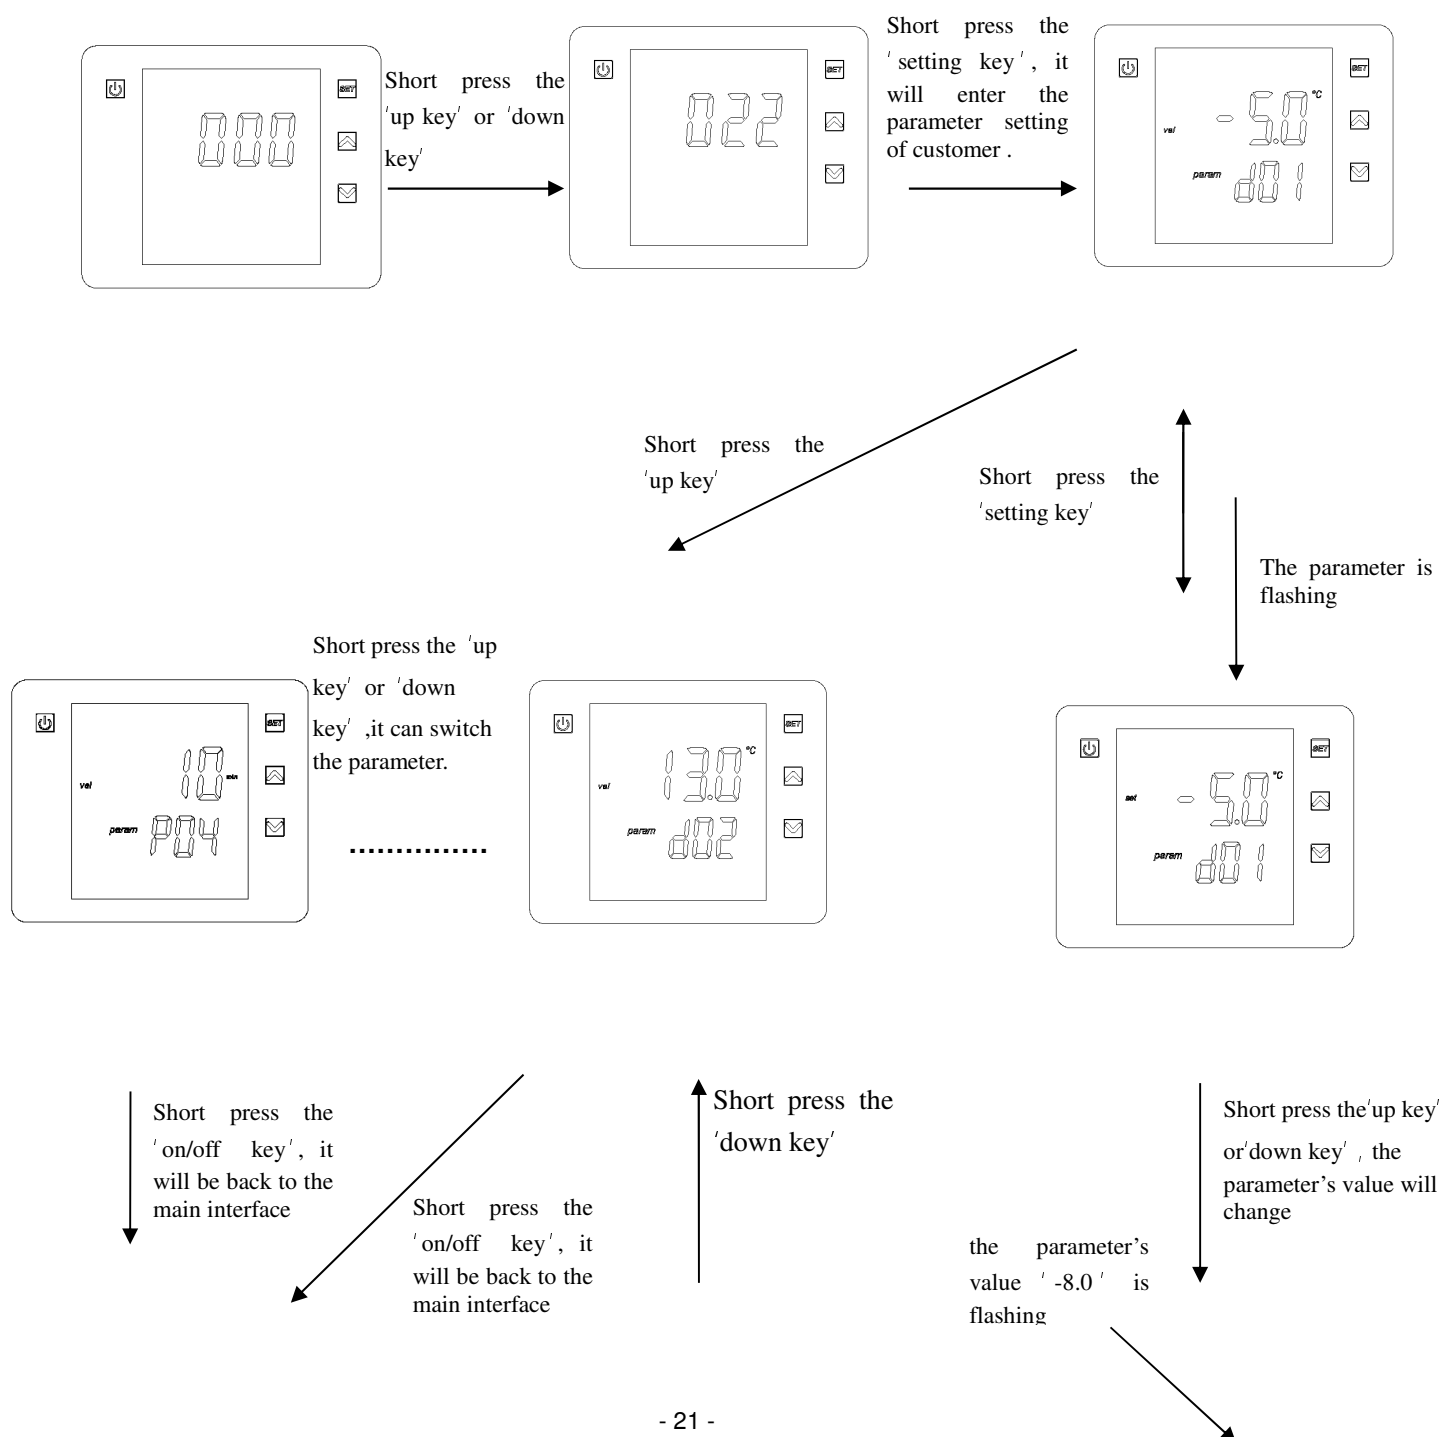 SET
000
Short press the
'up key' or 'down
key'
SET
022
Short press the
'setting key', it
will enter the
parameter setting
of customer .
SET
°C
val - 5.0
param d01
Short press the
'up key'
Short press the
'setting key'
The parameter is
flashing
SET
val 10 min
param P04
Short press the 'up
key' or 'down
key' ,it can switch
the parameter.
...............
SET
°C
val 13.0
param d02
SET
°C
set - 5.0
param d01
Short press the
'on/off key', it
will be back to the
main interface
Short press the
'on/off key', it
will be back to the
main interface
Short press the
'down key'
Short press the'up key'
or'down key' , the
parameter's value will
change
the parameter's
value ' -8.0 ' is
flashing
- 21 -